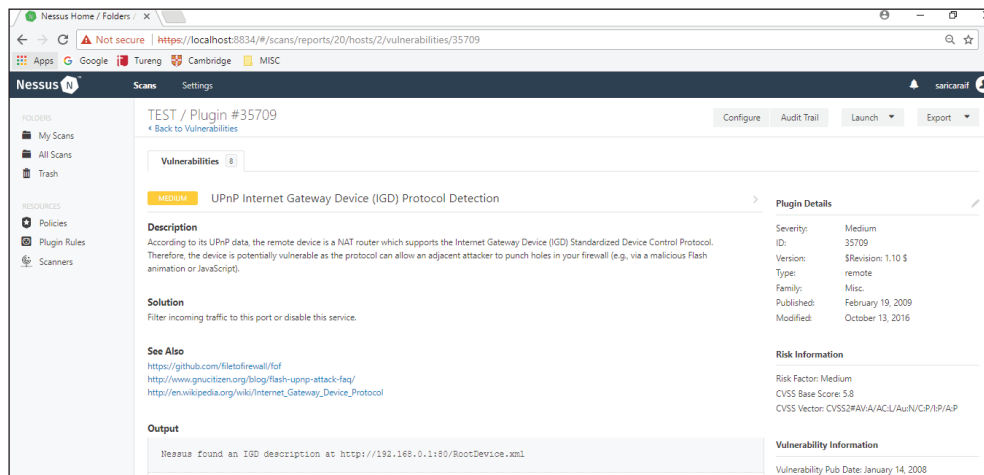 Nessus Home / Folders /
Not secure | https://localhost:8834/#/scans/reports/20/hosts/2/vulnerabilities/35709
Apps Google Tureng Cambridge MISC
Nessus N Scans Settings saricaraif
FOLDERS
My Scans
All Scans
Trash
RESOURCES
Policies
Plugin Rules
Scanners
TEST / Plugin #35709
Back to Vulnerabilities
Configure Audit Trail Launch Export
Vulnerabilities 8
MEDIUM UPnP Internet Gateway Device (IGD) Protocol Detection
Description
According to its UPnP data, the remote device is a NAT router which supports the Internet Gateway Device (IGD) Standardized Device Control Protocol.
Therefore, the device is potentially vulnerable as the protocol can allow an adjacent attacker to punch holes in your firewall (e.g., via a malicious Flash
animation or JavaScript).
Solution
Filter incoming traffic to this port or disable this service.
See Also
https://github.com/filetofirewall/fof
http://www.gnucitizen.org/blog/flash-upnp-attack-faq/
http://en.wikipedia.org/wiki/Internet_Gateway_Device_Protocol
Output
Nessus found an IGD description at http://192.168.0.1:80/RootDevice.xml
Plugin Details
Severity: Medium
ID: 35709
Version: $Revision: 1.10 $
Type: remote
Family: Misc.
Published: February 19, 2009
Modified: October 13, 2016
Risk Information
Risk Factor: Medium
CVSS Base Score: 5.8
CVSS Vector: CVSS2#AV:A/AC:L/Au:N/C:P/I:P/A:P
Vulnerability Information
Vulnerability Pub Date: January 14, 2008